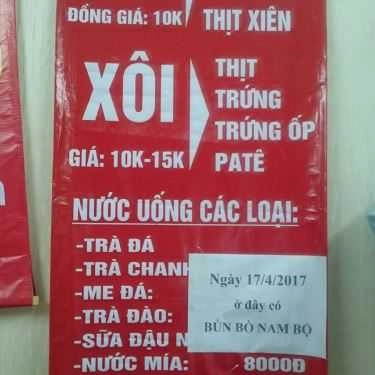 ĐỒNG GIÁ: 10K
THỊT XIÊN
XÔI
THỊT
TRỨNG
TRỨNG ỐP
PATÊ
GIÁ: 10K-15K
NƯỚC UỐNG CÁC LOẠI:
-TRÀ ĐÁ
-TRÀ CHANH
-ME ĐÁ:
-TRÀ ĐÀO:
-SỮA ĐẬU N
-NƯỚC MÍA: 8000Đ
Ngày 17/4/2017
ở đây có
BÚN BÒ NAM BỘ